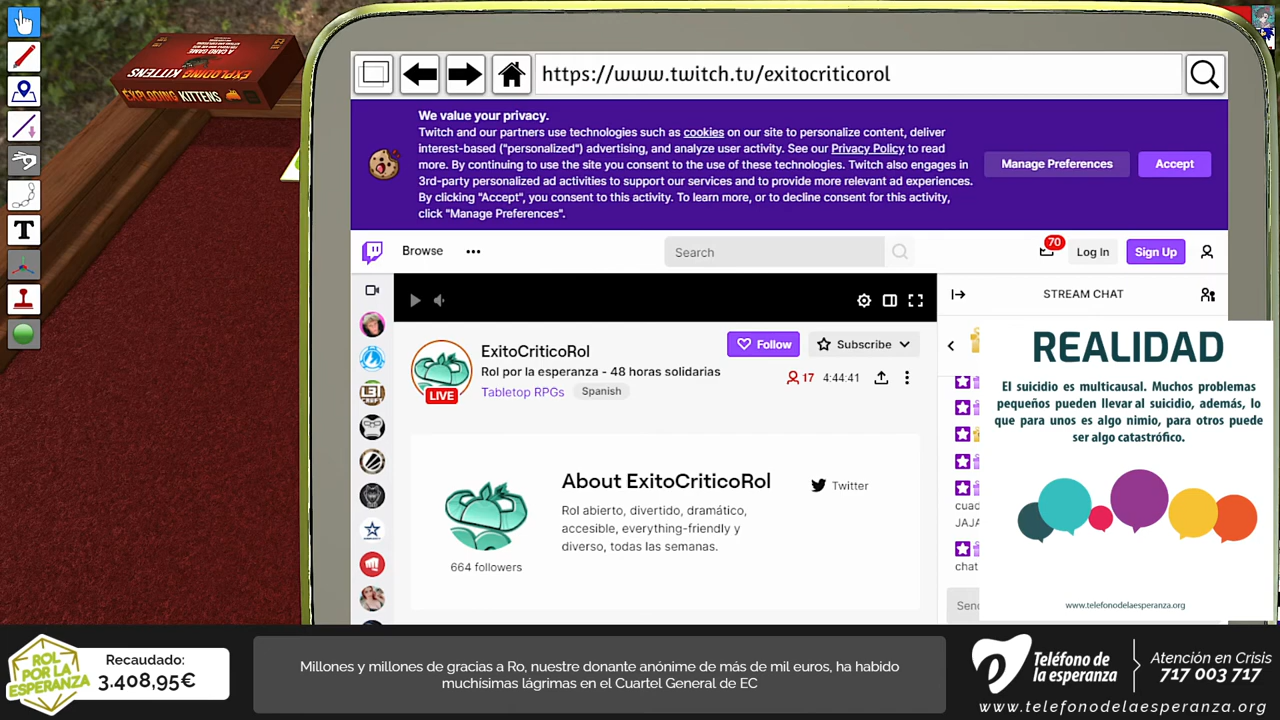 A CARD GAME
EXPLODING KITTENS
EXPLODING KITTENS
https://www.twitch.tv/exitocriticorol
We value your privacy.
Twitch and our partners use technologies such as cookies on our site to personalize content, deliver
interest-based ("personalized") advertising, and analyze user activity. See our Privacy Policy to read
more. By continuing to use the site you consent to the use of these technologies. Twitch also engages in
3rd-party personalized ad activities to support our services and to provide more relevant ad experiences.
By clicking "Accept", you consent to this activity. To learn more, or to decline consent for this activity,
click "Manage Preferences".
Manage Preferences
Accept
Browse
Search
70
Log In
Sign Up
STREAM CHAT
ExitoCriticoRol
Rol por la esperanza - 48 horas solidarias
Tabletop RPGs
Spanish
LIVE
Follow
Subscribe
17
4:44:41
About ExitoCriticoRol
Rol abierto, divertido, dramático,
accesible, everything-friendly y
diverso, todas las semanas.
664 followers
Twitter
cuad
JAJA
chat
Send
REALIDAD
El suicidio es multicausal. Muchos problemas
pequeños pueden llevar al suicidio, además, lo
que para unos es algo nimio, para otros puede
ser algo catastrófico.
www.telefonodelaesperanza.org
T
ROL
POR LA
ESPERANZA
Recaudado:
3.408,95€
Millones y millones de gracias a Ro, nuestre donante anónime de más de mil euros, ha habido
muchísimas lágrimas en el Cuartel General de EC
Teléfono de
la esperanza
Atención en Crisis
717 003 717
www.telefonodelaesperanza.org